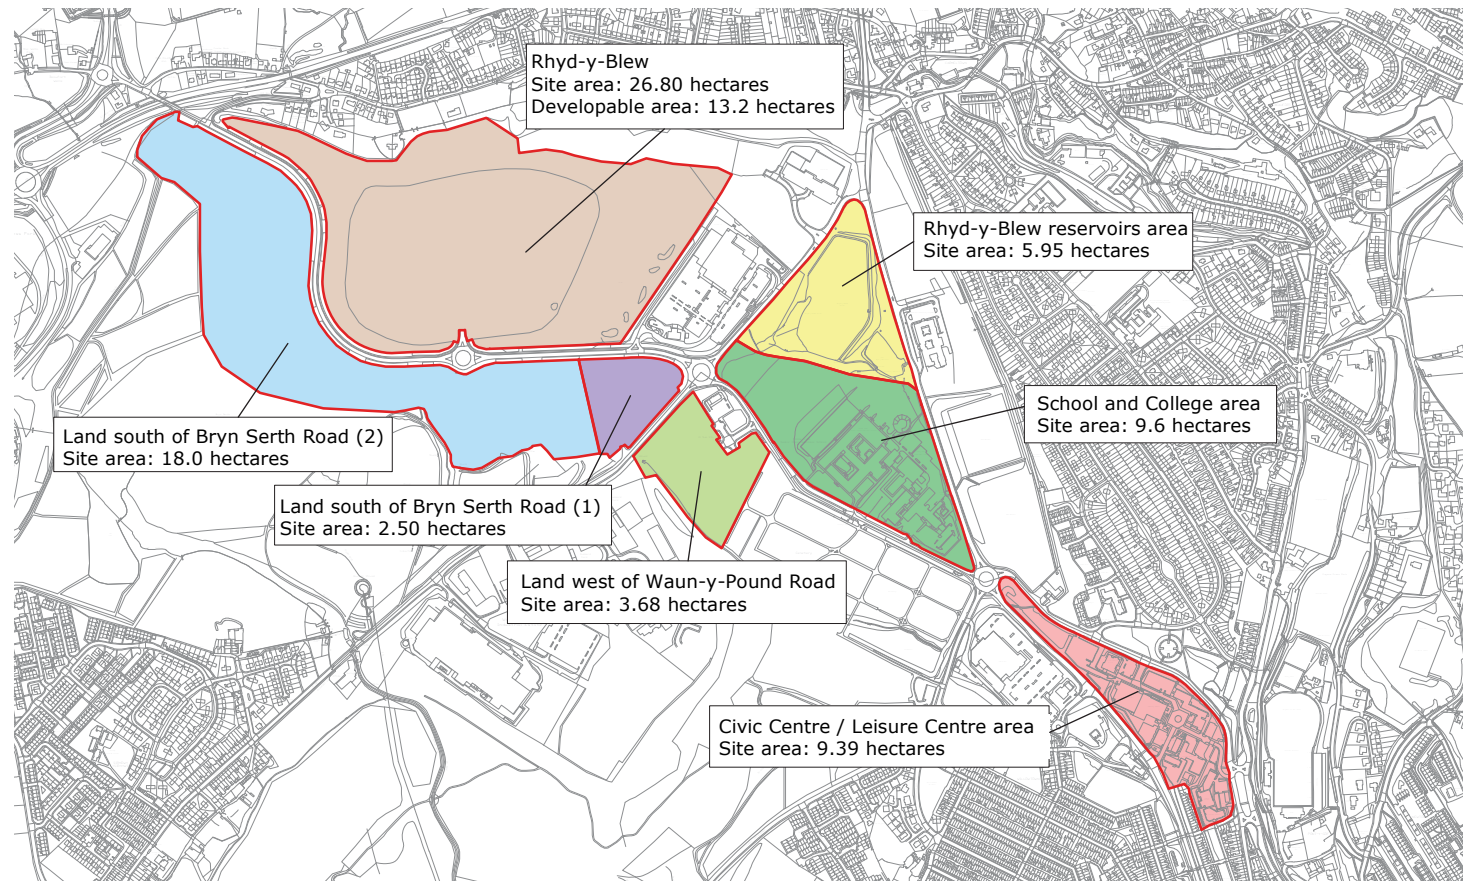 Rhyd-y-Blew
Site area: 26.80 hectares
Developable area: 13.2 hectares
Rhyd-y-Blew reservoirs area
Site area: 5.95 hectares
School and College area
Site area: 9.6 hectares
Land south of Bryn Serth Road (2)
Site area: 18.0 hectares
Land south of Bryn Serth Road (1)
Site area: 2.50 hectares
Land west of Waun-y-Pound Road
Site area: 3.68 hectares
Civic Centre / Leisure Centre area
Site area: 9.39 hectares